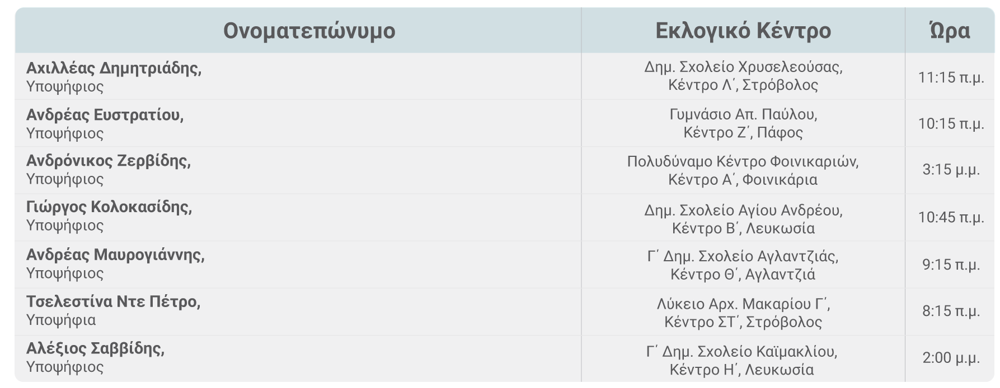 Ονοματεπώνυμο Εκλογικό Κέντρο Ώρα
Αχιλλέας Δημητριάδης,
Υποψήφιος
Δημ. Σχολείο Χρυσελεούσας,
Κέντρο Λ΄, Στρόβολος
11:15 π.μ.
Ανδρέας Ευστρατίου,
Υποψήφιος
Γυμνάσιο Απ. Παύλου,
Κέντρο Ζ΄, Πάφος
10:15 π.μ.
Ανδρόνικος Ζερβίδης,
Υποψήφιος
Πολυδύναμο Κέντρο Φοινικαριών,
Κέντρο Α΄, Φοινικάρια
3:15 μ.μ.
Γιώργος Κολοκασίδης,
Υποψήφιος
Δημ. Σχολείο Αγίου Ανδρέου,
Κέντρο Β΄, Λευκωσία
10:45 π.μ.
Ανδρέας Μαυρογιάννης,
Υποψήφιος
Γ΄ Δημ. Σχολείο Αγλαντζιάς,
Κέντρο Θ΄, Αγλαντζιά
9:15 π.μ.
Τσελεστίνα Ντε Πέτρο,
Υποψήφια
Λύκειο Αρχ. Μακαρίου Γ΄,
Κέντρο ΣΤ΄, Στρόβολος
8:15 π.μ.
Αλέξιος Σαββίδης,
Υποψήφιος
Γ΄ Δημ. Σχολείο Καϊμακλίου,
Κέντρο Η΄, Λευκωσία
2:00 μ.μ.